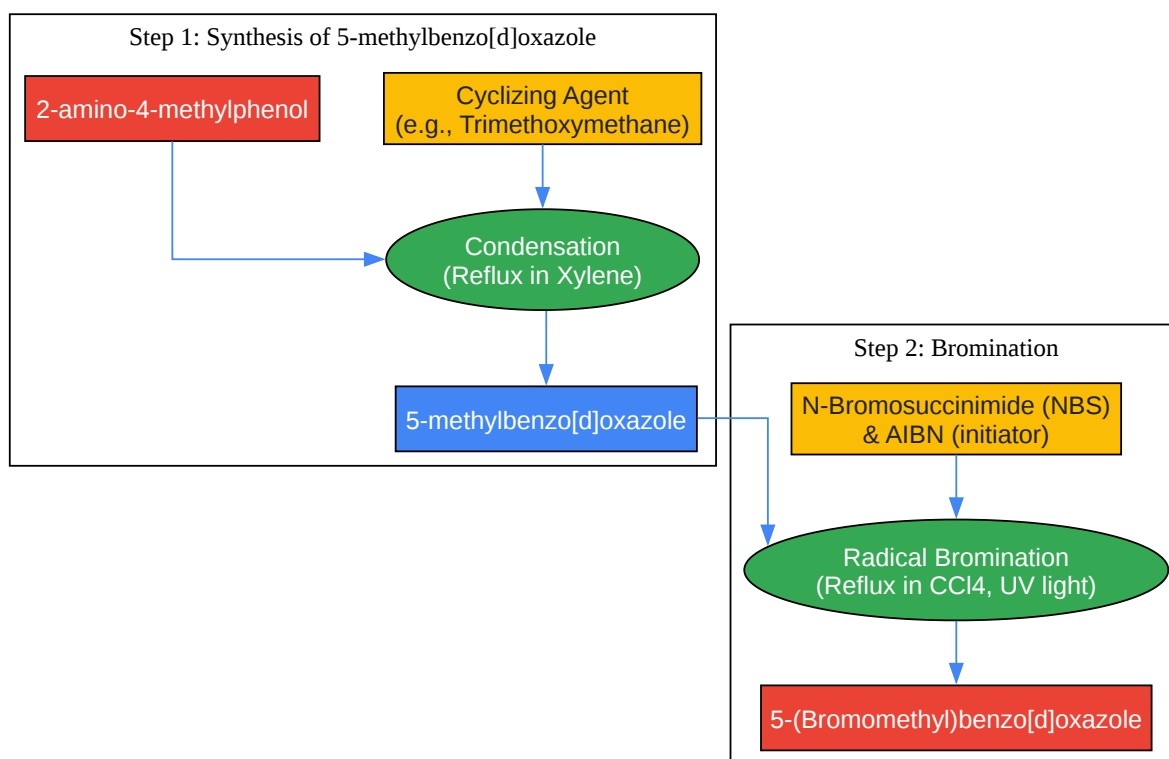 Step 1: Synthesis of 5-methylbenzo[d]oxazole
2-amino-4-methylphenol
Cyclizing Agent
(e.g., Trimethoxymethane)
Condensation
(Reflux in Xylene)
5-methylbenzo[d]oxazole
Step 2: Bromination
N-Bromosuccinimide (NBS)
& AIBN (initiator)
Radical Bromination
(Reflux in CCl4, UV light)
5-(Bromomethyl)benzo[d]oxazole